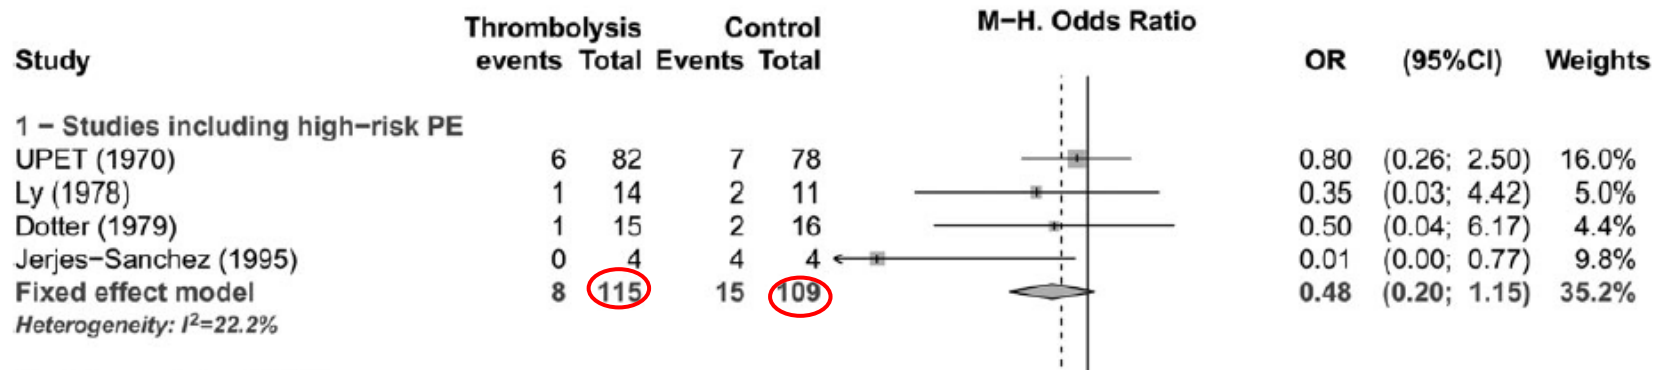 Thrombolysis Control M−H. Odds Ratio
Study events Total Events Total OR (95%CI) Weights
1 − Studies including high−risk PE
UPET (1970) 6 82 7 78 0.80 (0.26; 2.50) 16.0%
Ly (1978) 1 14 2 11 0.35 (0.03; 4.42) 5.0%
Dotter (1979) 1 15 2 16 0.50 (0.04; 6.17) 4.4%
Jerjes−Sanchez (1995) 0 4 4 4 0.01 (0.00; 0.77) 9.8%
Fixed effect model 8 115 15 109 0.48 (0.20; 1.15) 35.2%
Heterogeneity: I²=22.2%